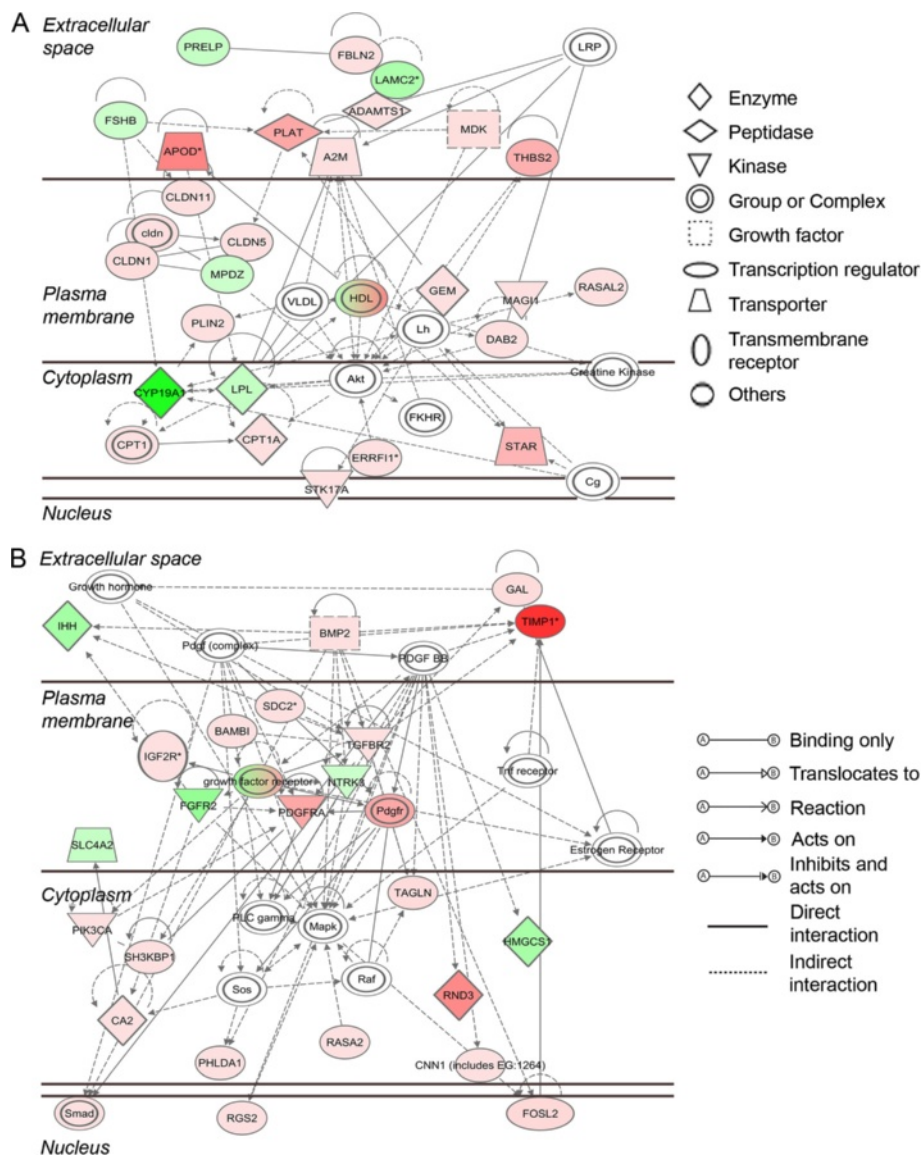 A
Extracellular
space
PRELP
FBLN2
LRP
LAMC2*
ADAMTS1
FSHB
PLAT
MDK
APOD*
A2M
THBS2
CLDN11
cldn
CLDN5
CLDN1
MPDZ
Plasma
membrane
VLDL
HDL
GEM
MAGI1
RASAL2
PLIN2
Lh
DAB2
Cytoplasm
CYP19A1
LPL
Akt
Creatine Kinase
FKHR
CPT1
CPT1A
STAR
ERRFI1*
STK17A
Cg
Nucleus
Enzyme
Peptidase
Kinase
Group or Complex
Growth factor
Transcription regulator
Transporter
Transmembrane
receptor
Others
B
Extracellular space
Growth hormone
GAL
IHH
BMP2
TIMP1*
Pdgf (complex)
PDGF BB
Plasma
membrane
SDC2*
BAMBI
TGFBR2
IGF2R*
growth factor receptor
NTRK3
Tnf receptor
FGFR2
PDGFRA
Pdgfr
SLC4A2
Estrogen Receptor
Cytoplasm
TAGLN
PIK3CA
PLC gamma
Mapk
HMGCS1
SH3KBP1
Sos
Raf
RND3
CA2
PHLDA1
RASA2
CNN1 (includes EG:1264)
Smad
RGS2
FOSL2
Nucleus
A B Binding only
A B Translocates to
A B Reaction
A B Acts on
A B Inhibits and
acts on
Direct
interaction
Indirect
interaction